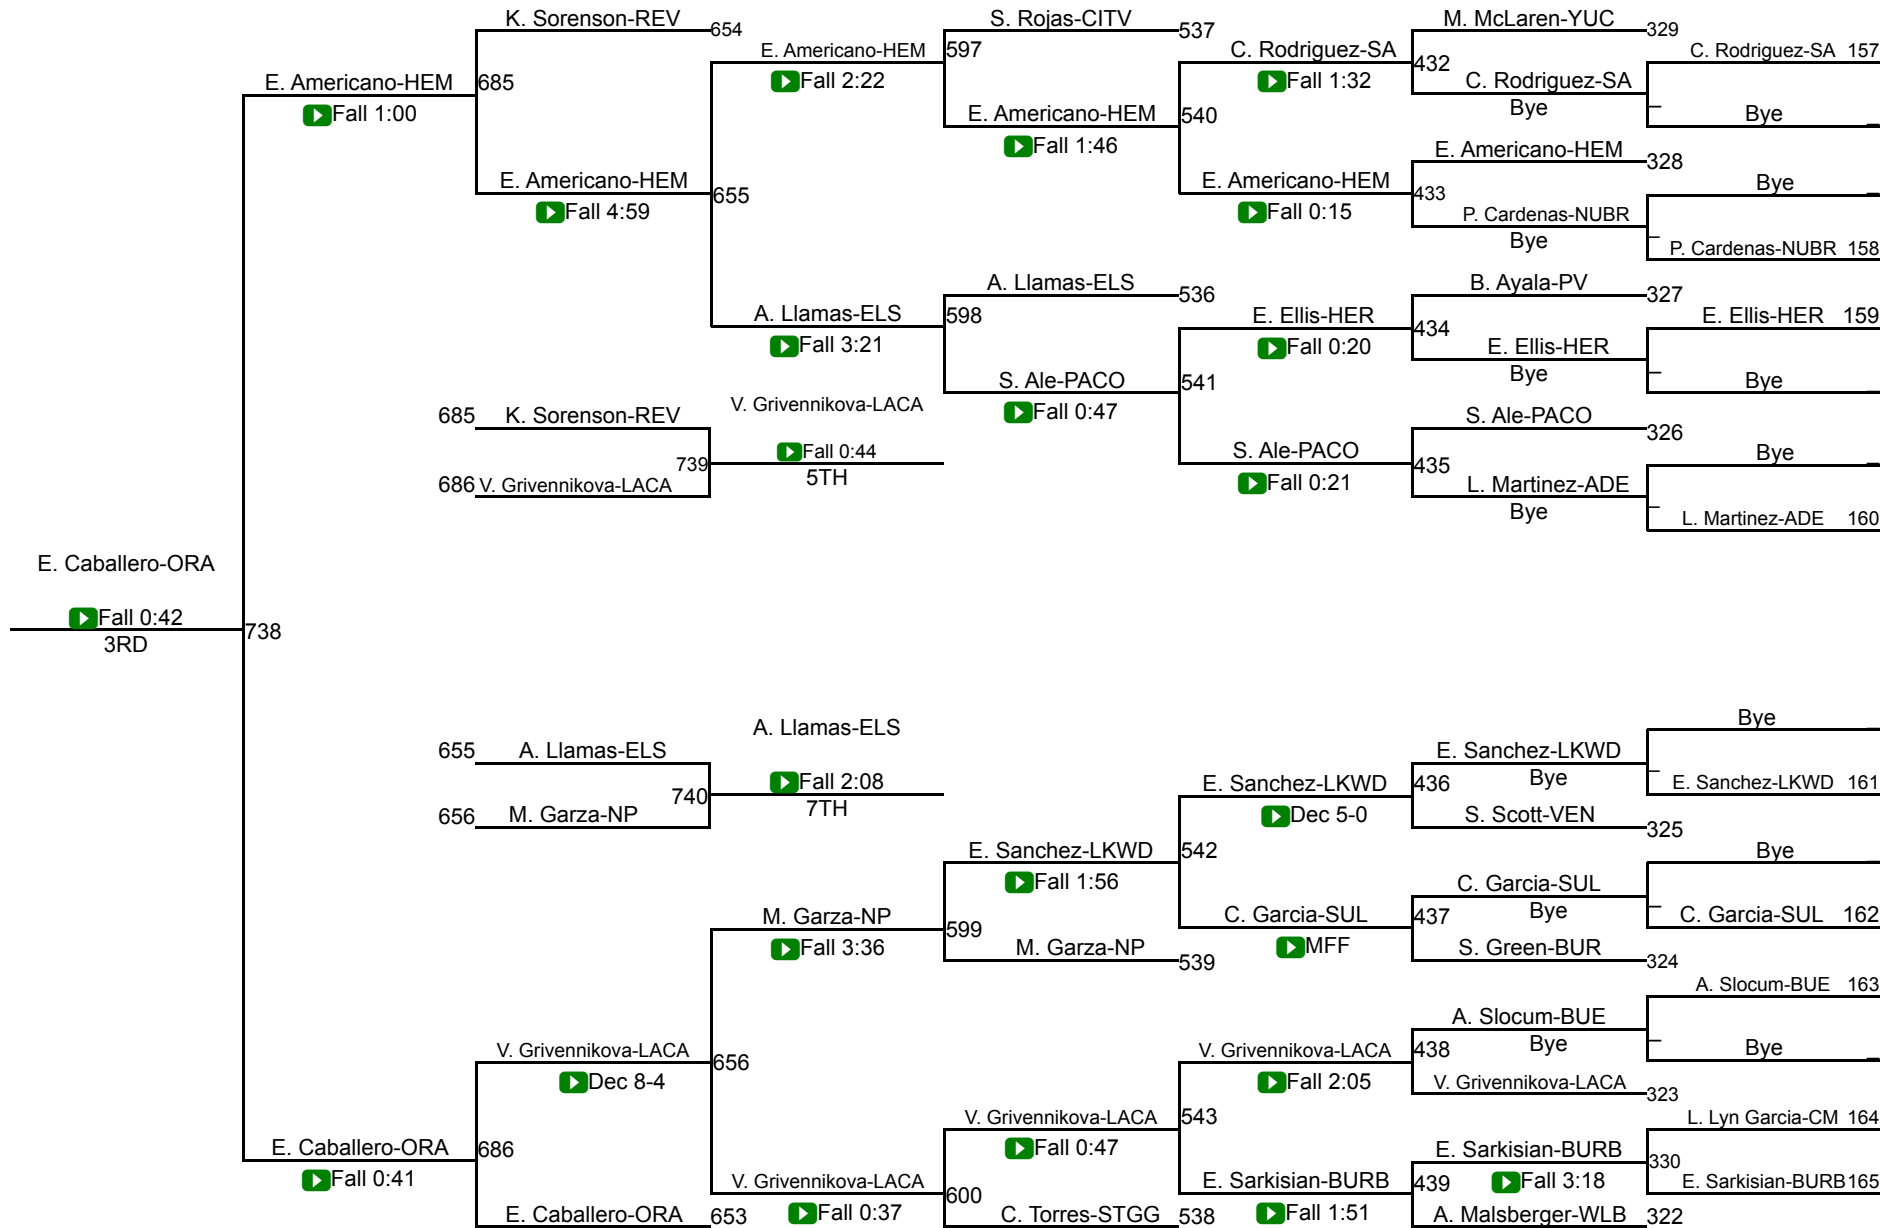 K. Sorenson-REV
654
S. Rojas-CITV
537
M. McLaren-YUC
329
E. Americano-HEM
597
C. Rodriguez-SA
432
C. Rodriguez-SA 157
Fall 2:22
Fall 1:32
E. Americano-HEM
685
C. Rodriguez-SA
Bye
Fall 1:00
E. Americano-HEM
540
Bye
Fall 1:46
E. Americano-HEM
328
E. Americano-HEM
655
E. Americano-HEM
433
Bye
Fall 4:59
Fall 0:15
P. Cardenas-NUBR
Bye
P. Cardenas-NUBR 158
A. Llamas-ELS
536
B. Ayala-PV
327
A. Llamas-ELS
598
E. Ellis-HER
434
E. Ellis-HER 159
Fall 3:21
Fall 0:20
E. Ellis-HER
Bye
S. Ale-PACO
541
Bye
V. Grivennikova-LACA
Fall 0:47
685 K. Sorenson-REV
S. Ale-PACO
326
Fall 0:44
739
5TH
S. Ale-PACO
435
Bye
686 V. Grivennikova-LACA
Fall 0:21
L. Martinez-ADE
Bye
L. Martinez-ADE 160
E. Caballero-ORA
Fall 0:42
738
3RD
A. Llamas-ELS
Bye
655 A. Llamas-ELS
E. Sanchez-LKWD
Fall 2:08
740
7TH
E. Sanchez-LKWD
436
Bye
E. Sanchez-LKWD 161
656 M. Garza-NP
Dec 5-0
S. Scott-VEN
325
E. Sanchez-LKWD
542
Bye
Fall 1:56
C. Garcia-SUL
M. Garza-NP
599
C. Garcia-SUL
437
Bye
C. Garcia-SUL 162
Fall 3:36
M. Garza-NP
539
MFF
S. Green-BUR
324
A. Slocum-BUE 163
A. Slocum-BUE
V. Grivennikova-LACA
656
V. Grivennikova-LACA
438
Bye
Bye
Dec 8-4
Fall 2:05
V. Grivennikova-LACA
323
V. Grivennikova-LACA
543
L. Lyn Garcia-CM 164
E. Caballero-ORA
686
Fall 0:47
E. Sarkisian-BURB
330
Fall 0:41
V. Grivennikova-LACA
600
E. Sarkisian-BURB
439
Fall 3:18
E. Sarkisian-BURB 165
E. Caballero-ORA
653
Fall 0:37
C. Torres-STGG
538
Fall 1:51
A. Malsberger-WLB
322